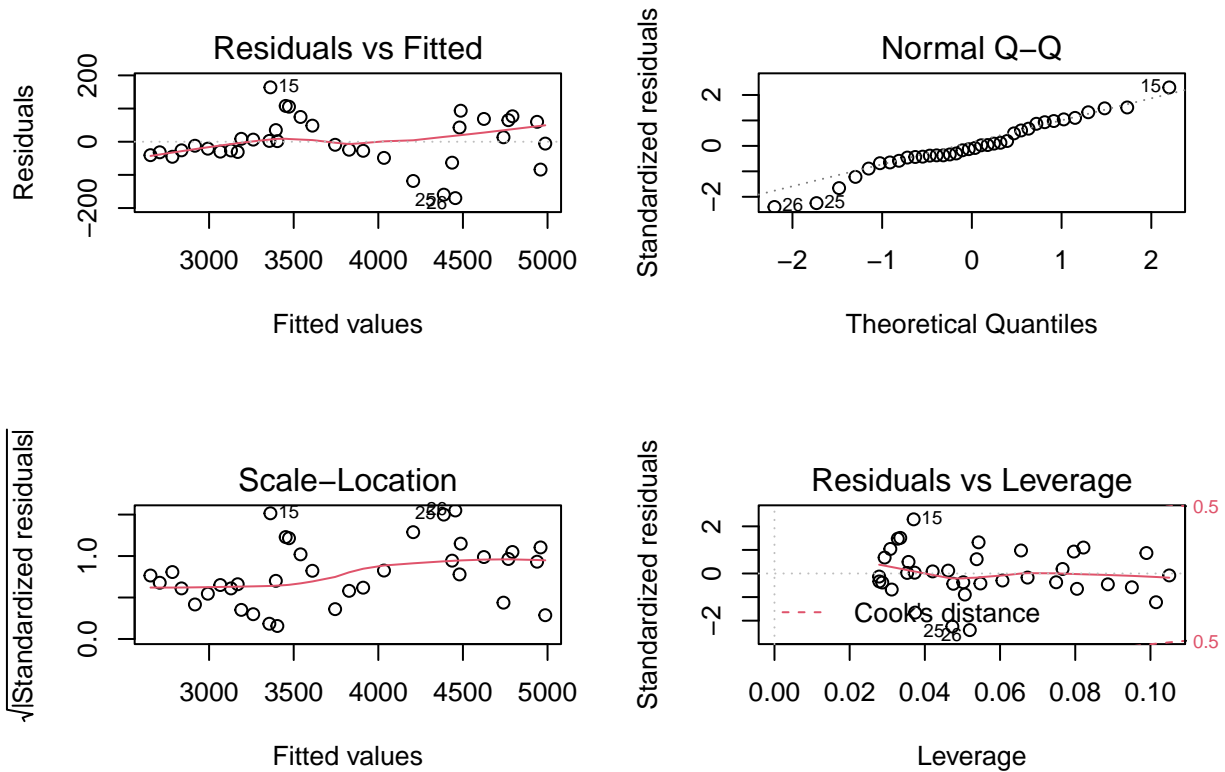 Residuals vs Fitted
Residuals
−200
0
200
15
25
26
3000 3500 4000 4500 5000
Fitted values
Normal Q−Q
Standardized residuals
−2
0
2
15
25
26
−2 −1 0 1 2
Theoretical Quantiles
Scale−Location
√|Standardized residuals|
0.0
1.0
15
25
26
3000 3500 4000 4500 5000
Fitted values
Residuals vs Leverage
Standardized residuals
−2
0
2
15
25
26
Cook's distance
0.5
0.5
0.00 0.02 0.04 0.06 0.08 0.10
Leverage